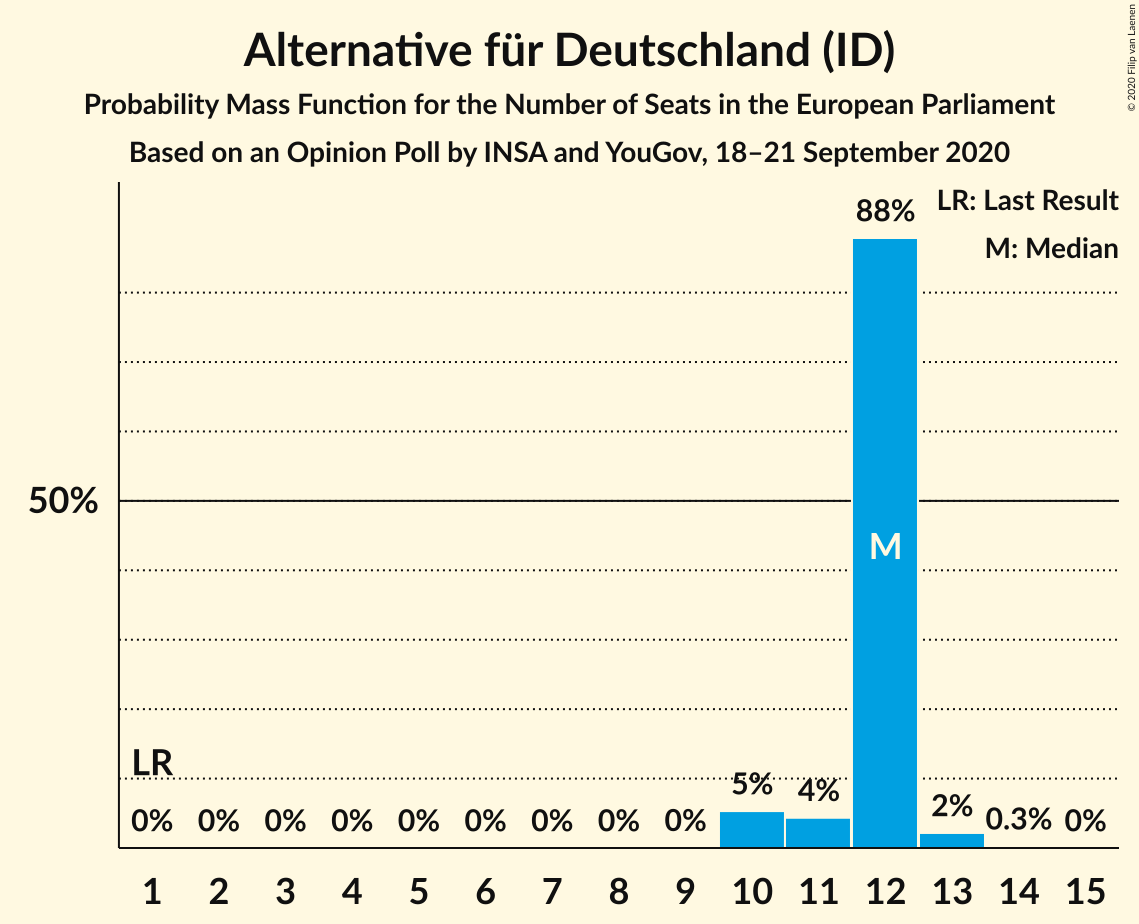 Alternative für Deutschland (ID)
Probability Mass Function for the Number of Seats in the European Parliament
Based on an Opinion Poll by INSA and YouGov, 18–21 September 2020
© 2020 Filip van Laenen
LR: Last Result
M: Median
88%
50%
M
LR
0% 0% 0% 0% 0% 0% 0% 0% 0% 5% 4% 2% 0.3% 0%
1 2 3 4 5 6 7 8 9 10 11 12 13 14 15